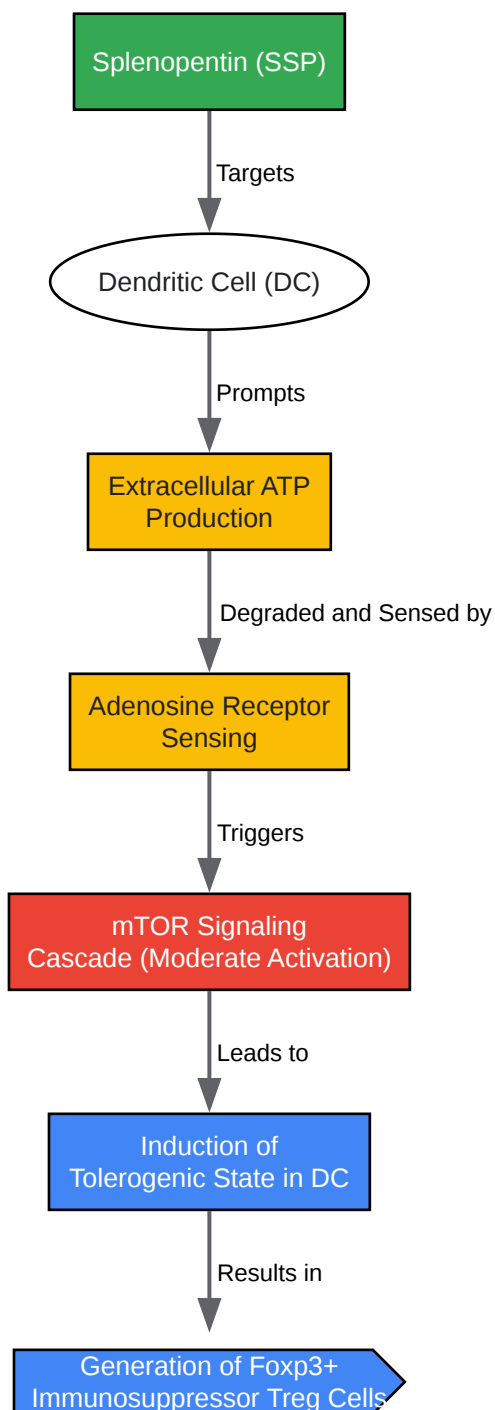 Splenopentin (SSP)
Targets
Dendritic Cell (DC)
Prompts
Extracellular ATP
Production
Degraded and Sensed by
Adenosine Receptor
Sensing
Triggers
mTOR Signaling
Cascade (Moderate Activation)
Leads to
Induction of
Tolerogenic State in DC
Results in
Generation of Foxp3+
Immunosuppressor Treg Cells